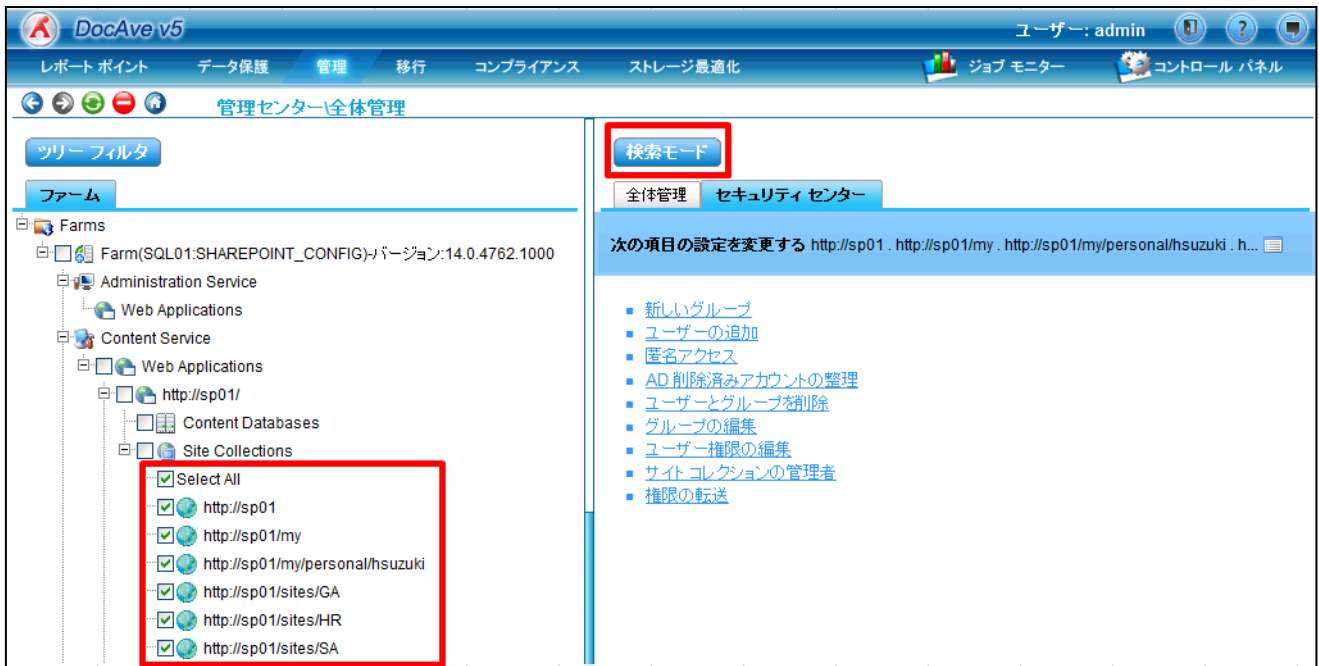 DocAve v5
ユーザー: admin
レポート ポイント データ保護 管理 移行 コンプライアンス ストレージ最適化 ジョブ モニター コントロール パネル
管理センター\全体管理
ツリー フィルタ
ファーム
Farms
Farm(SQL01:SHAREPOINT_CONFIG)-バージョン:14.0.4762.1000
Administration Service
Web Applications
Content Service
Web Applications
http://sp01/
Content Databases
Site Collections
Select All
http://sp01
http://sp01/my
http://sp01/my/personal/hsuzuki
http://sp01/sites/GA
http://sp01/sites/HR
http://sp01/sites/SA
検索モード
全体管理 セキュリティ センター
次の項目の設定を変更する http://sp01 . http://sp01/my . http://sp01/my/personal/hsuzuki . h...
新しいグループ
ユーザーの追加
匿名アクセス
AD 削除済みアカウントの整理
ユーザーとグループを削除
グループの編集
ユーザー権限の編集
サイト コレクションの管理者
権限の転送